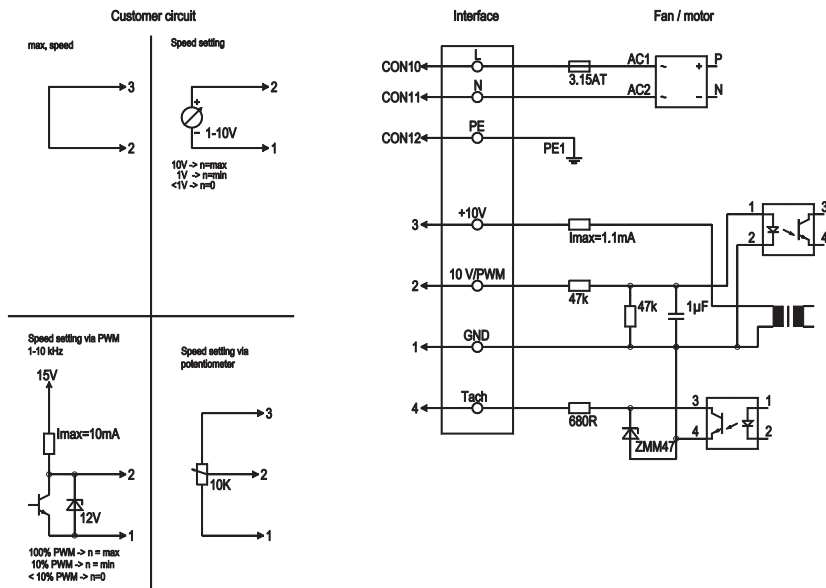 Customer circuit
Interface
Fan / motor
max, speed
Speed setting
3
2
+
1-10V
−
2
1
10V -> n=max
1V -> n=min
<1V -> n=0
Speed setting via PWM
1-10 kHz
15V
Imax=10mA
2
12V
1
100% PWM -> n = max
10% PWM -> n = min
< 10% PWM -> n=0
Speed setting via
potentiometer
3
2
10K
1
CON10
L
3.15AT
AC1
~
+
P
CON11
N
AC2
~
−
N
CON12
PE
PE1
3
+10V
Imax=1.1mA
1
2
3
4
2
10 V/PWM
47k
47k
1µF
1
GND
4
Tach
680R
ZMM47
3
4
1
2